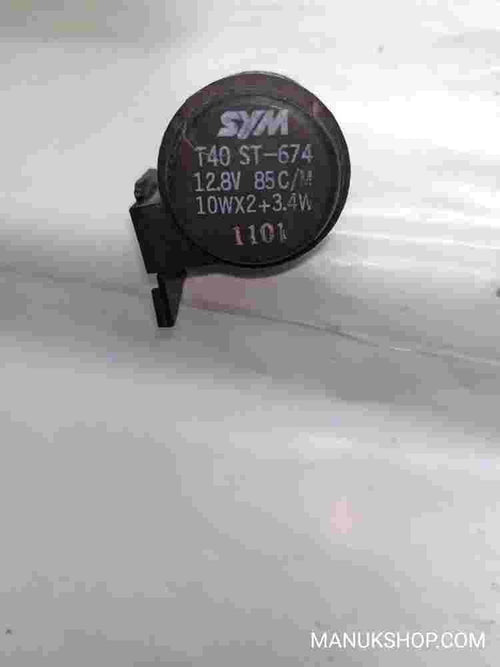 SYM
T40 ST-674
12.8V 85C/M
10WX2+3.4W
1101
MANUKSHOP.COM